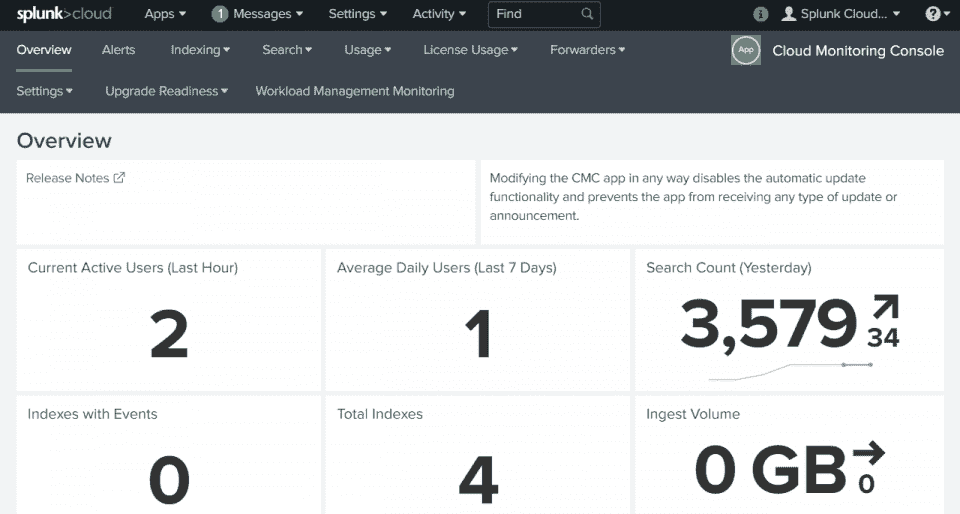 splunk>cloud Apps 1 Messages Settings Activity Find i Splunk Cloud... ?
Overview Alerts Indexing Search Usage License Usage Forwarders App Cloud Monitoring Console
Settings Upgrade Readiness Workload Management Monitoring
Overview
Release Notes
Modifying the CMC app in any way disables the automatic update
functionality and prevents the app from receiving any type of update or
announcement.
Current Active Users (Last Hour)
2
Average Daily Users (Last 7 Days)
1
Search Count (Yesterday)
3,579
34
Indexes with Events
0
Total Indexes
4
Ingest Volume
0 GB
0